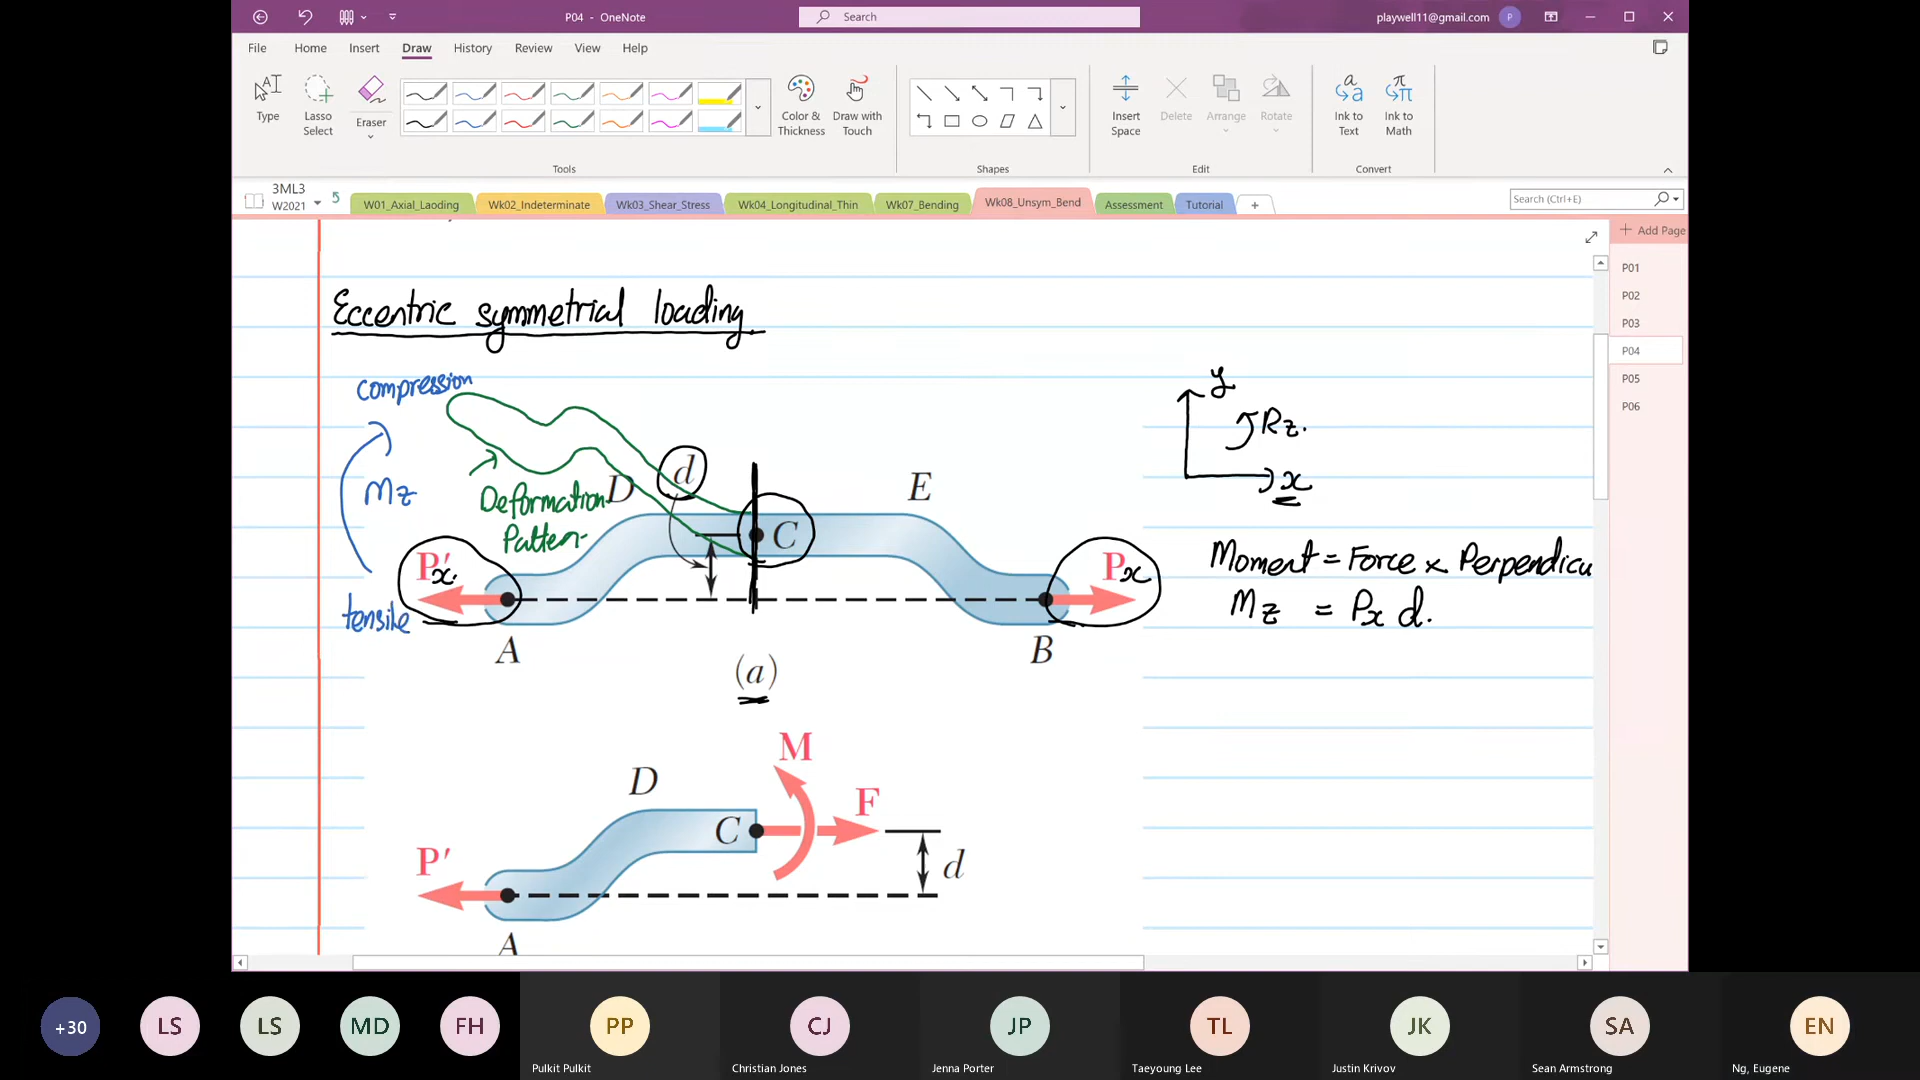 P04 - OneNote
Search
playwell11@gmail.com
P
File Home Insert Draw History Review View Help
Type
Lasso Select
Eraser
Color & Thickness
Draw with Touch
Insert Space
Delete
Arrange
Rotate
Ink to Text
Ink to Math
Tools Shapes Edit Convert
3ML3 W2021
W01_Axial_Laoding Wk02_Indeterminate Wk03_Shear_Stress Wk04_Longitudinal_Thin Wk07_Bending Wk08_Unsym_Bend Assessment Tutorial +
Search (Ctrl+E)
+ Add Page
P01
P02
P03
P04
P05
P06
Eccentric symmetrical loading
compression
y
Rz.
x
Mz
d
D
E
Deformation
Patten
C
P'x.
Px
tensile
A
B
Moment = Force x Perpendicu
Mz = Px d.
(a)
M
D
F
C
P'
d
A
+30
LS
LS
MD
FH
PP
CJ
JP
TL
JK
SA
EN
Pulkit Pulkit
Christian Jones
Jenna Porter
Taeyoung Lee
Justin Krivov
Sean Armstrong
Ng, Eugene